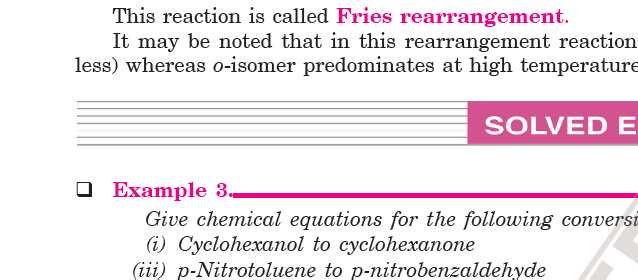 This reaction is called Fries rearrangement.
It may be noted that in this rearrangement reaction
less) whereas o-isomer predominates at high temperature
SOLVED E
❑ Example 3.
Give chemical equations for the following
(i) Cyclohexanol to cyclohexanone
(iii) p-Nitrotoluene to p-nitrobenzaldehyde